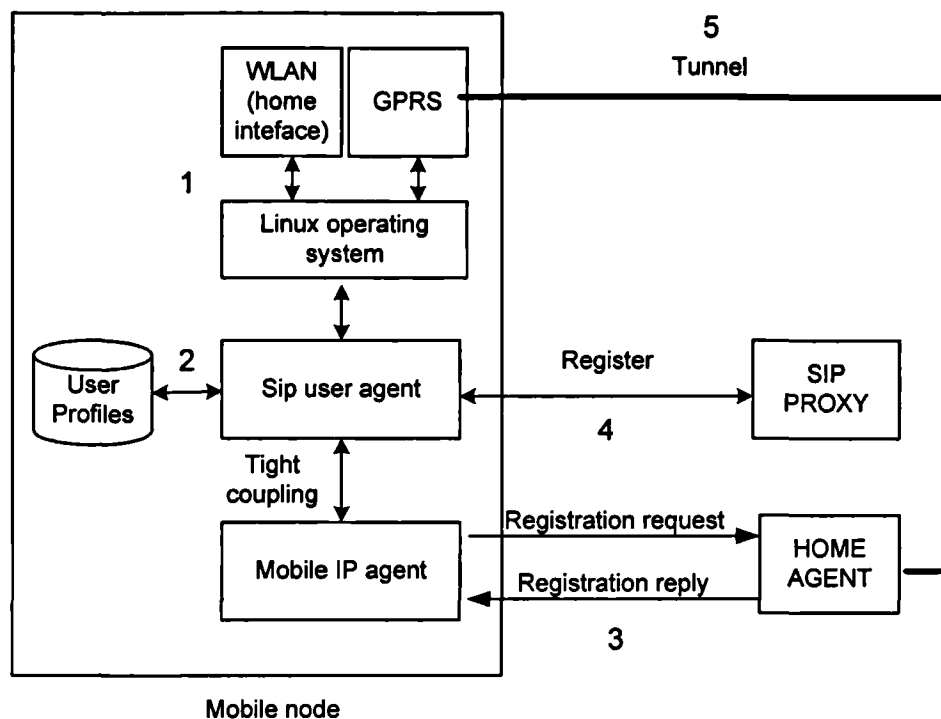 5
Tunnel
WLAN
(home
inteface)
GPRS
1
Linux operating
system
User
Profiles
2
Sip user agent
Register
4
SIP
PROXY
Tight
coupling
Mobile IP agent
Registration request
Registration reply
3
HOME
AGENT
Mobile node